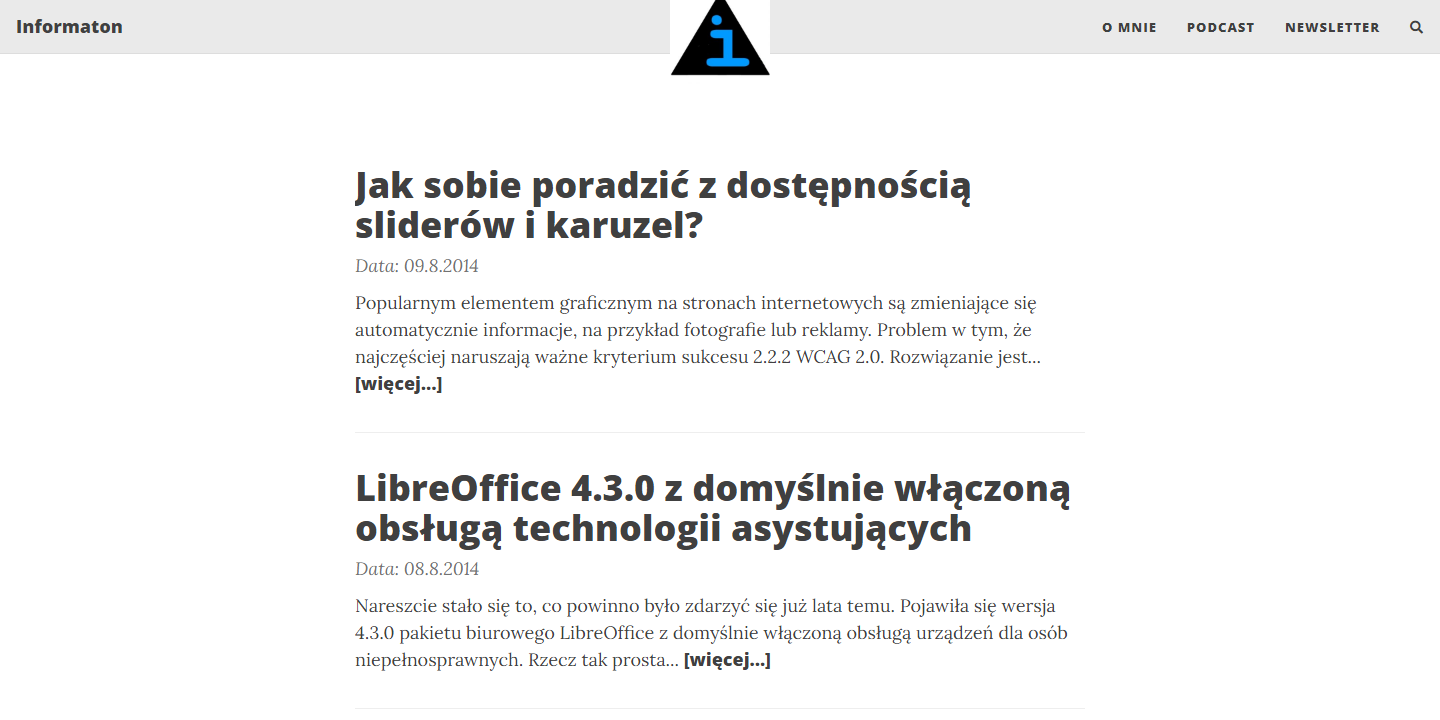 Informaton
i
O MNIE
PODCAST
NEWSLETTER
Jak sobie poradzić z dostępnością
sliderów i karuzel?
Data: 09.8.2014
Popularnym elementem graficznym na stronach internetowych są zmieniające się
automatycznie informacje, na przykład fotografie lub reklamy. Problem w tym, że
najczęściej naruszają ważne kryterium sukcesu 2.2.2 WCAG 2.0. Rozwiązanie jest...
[więcej...]
LibreOffice 4.3.0 z domyślnie włączoną
obsługą technologii asystujących
Data: 08.8.2014
Nareszcie stało się to, co powinno było zdarzyć się już lata temu. Pojawiła się wersja
4.3.0 pakietu biurowego LibreOffice z domyślnie włączoną obsługą urządzeń dla osób
niepełnosprawnych. Rzecz tak prosta... [więcej...]